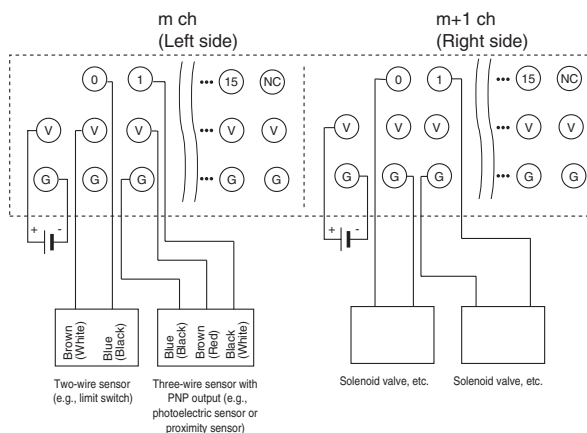 m ch
(Left side)
m+1 ch
(Right side)
0 1 ••• 15 NC
V V V ••• V V
G G G ••• G G
+ -
0 1 ••• 15 NC
V V V ••• V V
G G G ••• G G
+ -
Brown
(White)
Blue
(Black)
Blue
(Black)
Brown
(Red)
Black
(White)
Two-wire sensor
(e.g., limit switch)
Three-wire sensor with
PNP output (e.g.,
photoelectric sensor or
proximity sensor)
Solenoid valve, etc.
Solenoid valve, etc.